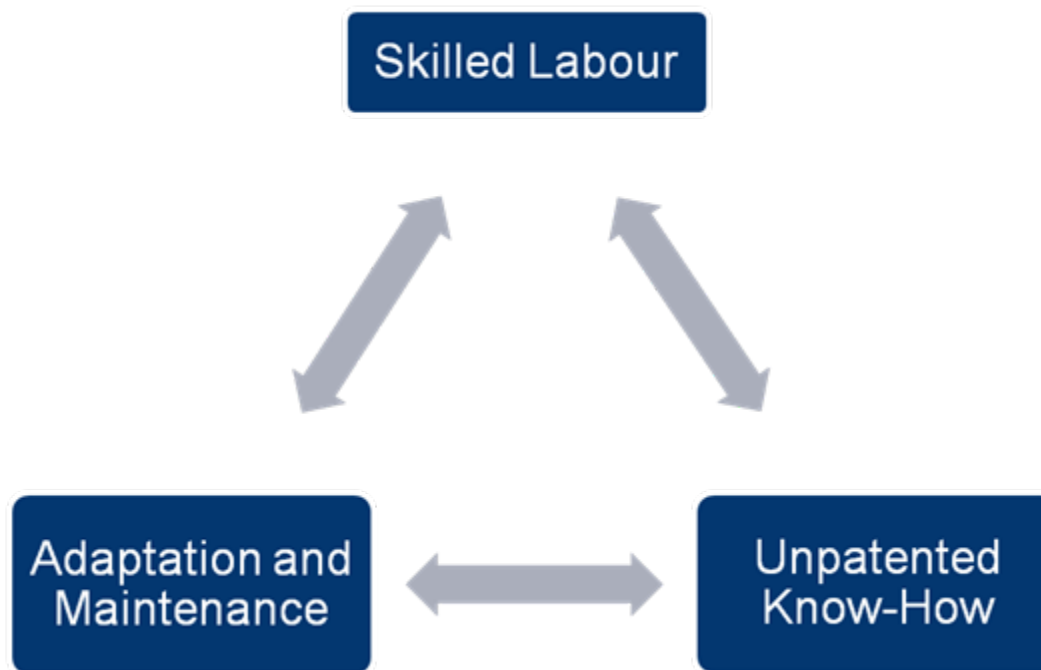 Skilled Labour
Adaptation and
Maintenance
Unpatented
Know-How